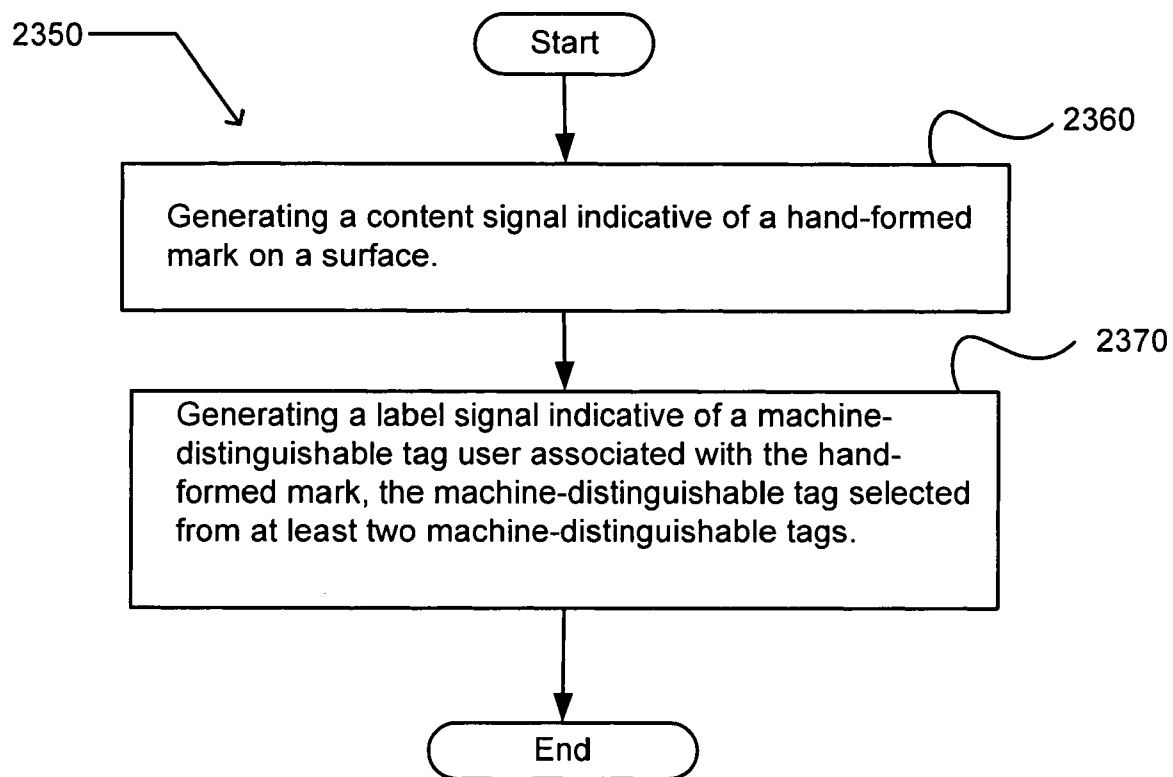 2350
Start
2360
Generating a content signal indicative of a hand-formed
mark on a surface.
2370
Generating a label signal indicative of a machine-
distinguishable tag user associated with the hand-
formed mark, the machine-distinguishable tag selected
from at least two machine-distinguishable tags.
End